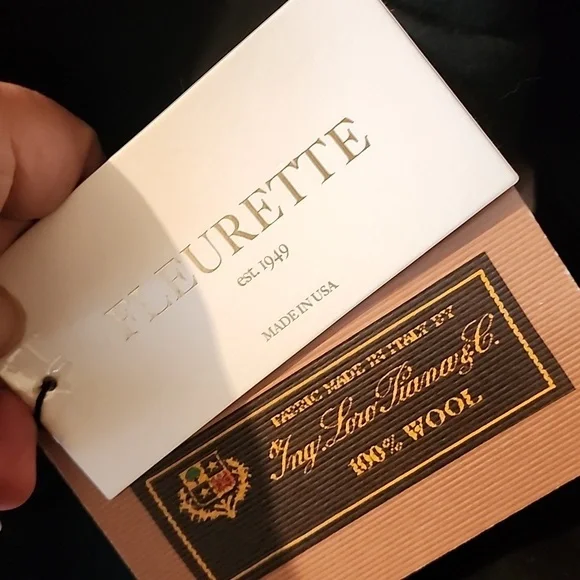 FLEURETTE
est. 1949
MADE IN USA
FABRIC MADE IN ITALY BY
Ing. Loro Piana & C.
100% WOOL